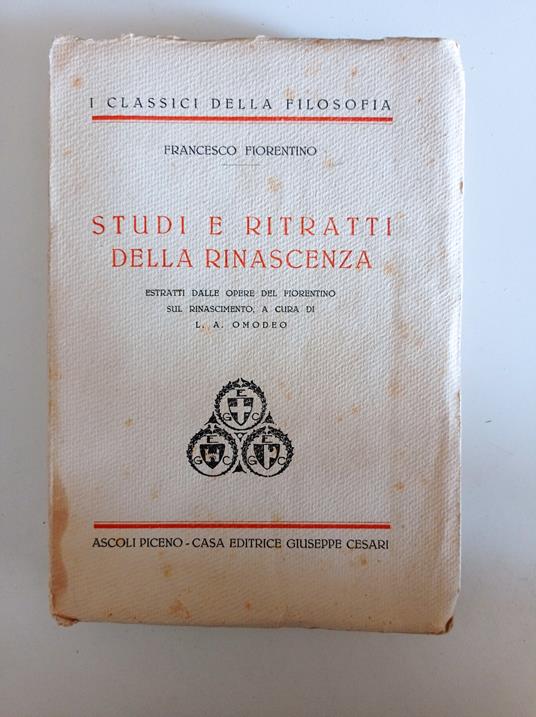 I CLASSICI DELLA FILOSOFIA
FRANCESCO FIORENTINO
STUDI E RITRATTI
DELLA RINASCENZA
ESTRATTI DALLE OPERE DEL FIORENTINO
SUL RINASCIMENTO, A CURA DI
L. A. OMODEO
E
G C
E E
G C G C
ASCOLI PICENO - CASA EDITRICE GIUSEPPE CESARI